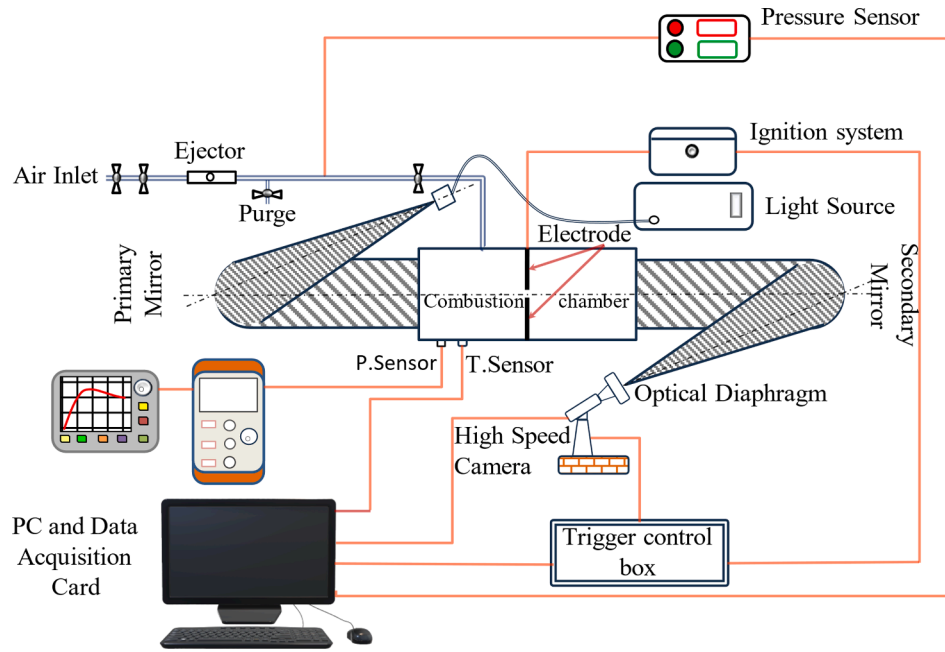 Pressure Sensor
Ignition system
Ejector
Air Inlet
Purge
Light Source
Electrode
Primary
Mirror
Secondary
Mirror
Combustion chamber
P.Sensor
T.Sensor
Optical Diaphragm
High Speed
Camera
PC and Data
Acquisition
Card
Trigger control
box